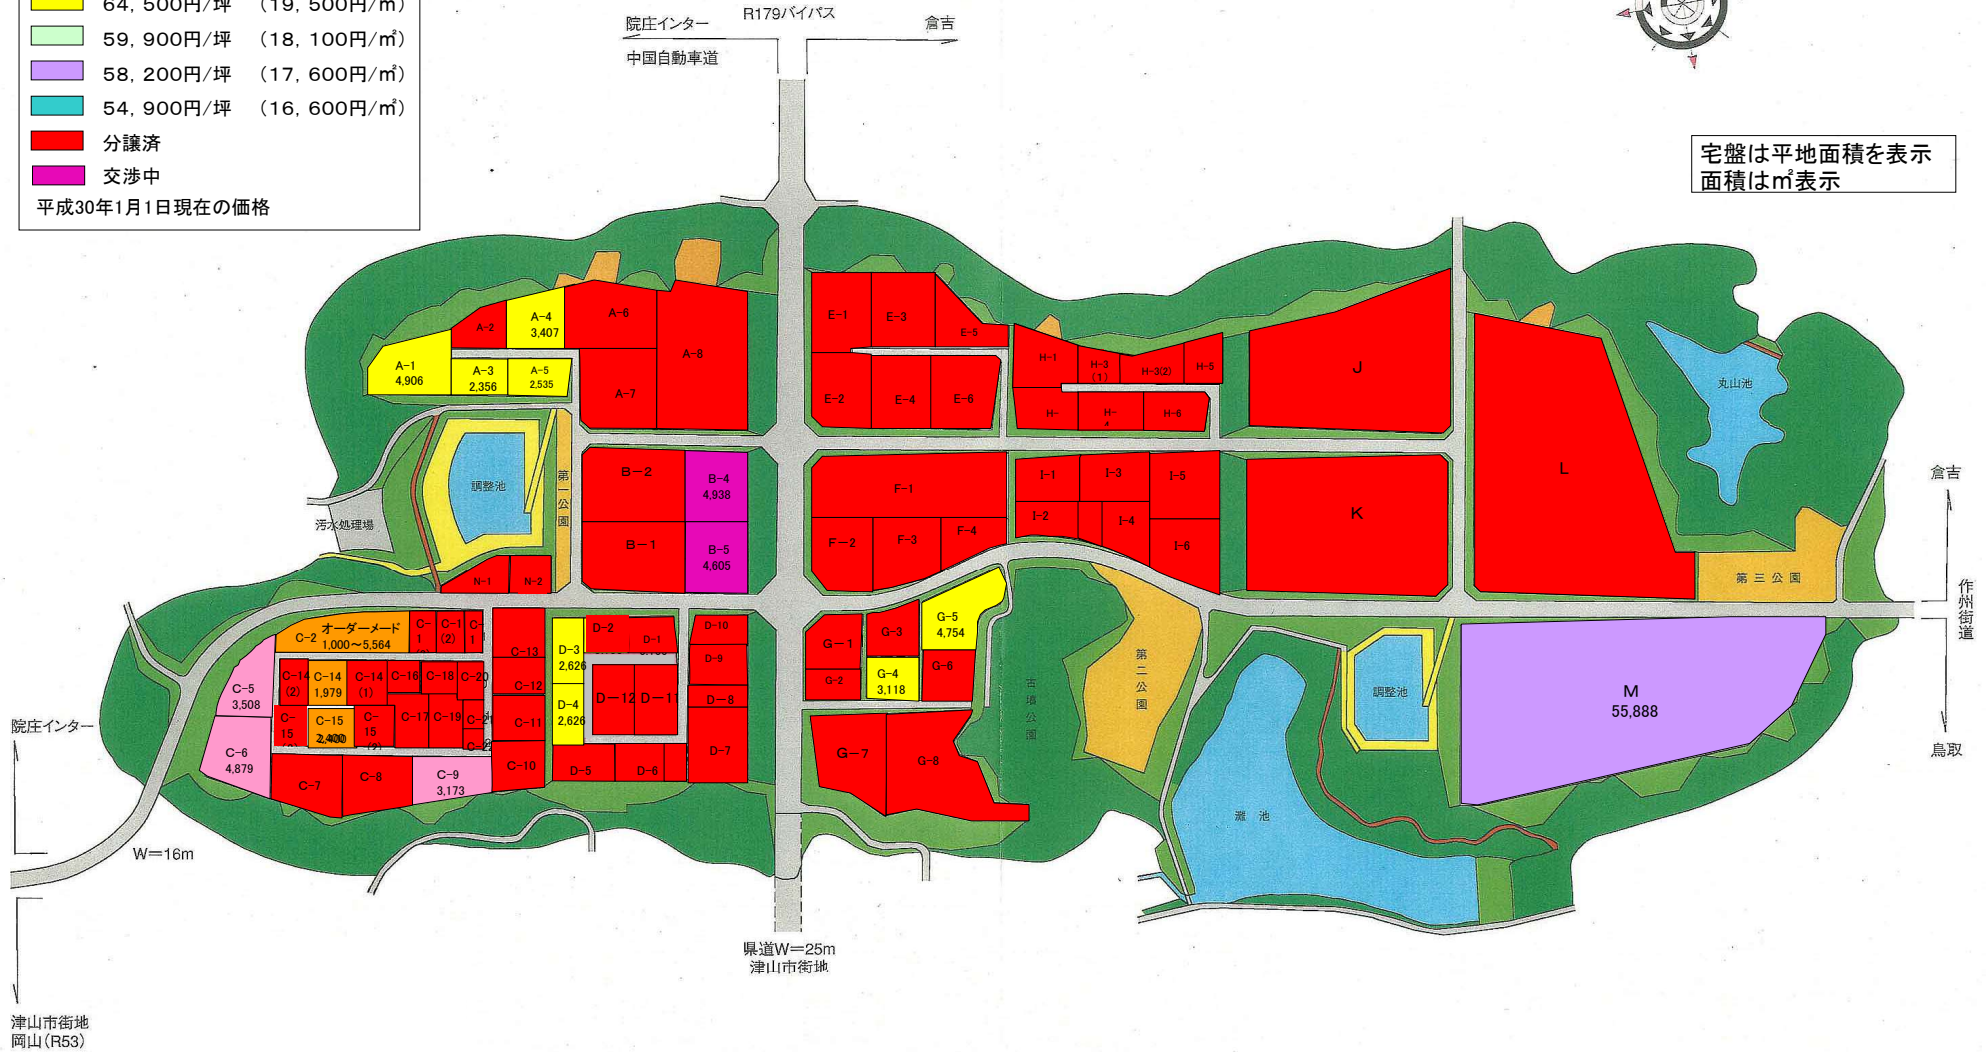 64，500円/坪　（19，500円/㎡）
59，900円/坪　（18，100円/㎡）
58，200円/坪　（17，600円/㎡）
54，900円/坪　（16，600円/㎡）
分譲済
交渉中
平成30年1月1日現在の価格
R179バイパス
院庄インター
倉吉
中国自動車道
宅盤は平地面積を表示
面積は㎡表示
A-1
4,906
A-2
A-4
3,407
A-3
2,356
A-5
2,535
A-6
A-7
A-8
E-1
E-3
E-5
E-2
E-4
E-6
H-1
H-3
(1)
H-3(2)
H-5
H-
H-
H-6
J
L
丸山池
調整池
第一公園
汚水処理場
B-2
B-4
4,938
B-1
B-5
4,605
N-1
N-2
F-1
F-2
F-3
F-4
I-1
I-3
I-5
I-2
I-4
I-6
K
第三公園
倉吉
作州街道
鳥取
オーダーメード
C-2
1,000～5,564
C-
1
C-1
(2)
C-
1
C-5
3,508
C-14
(2)
C-14
1,979
C-14
(1)
C-16
C-18
C-20
C-
15
C-15
2,400
C-
15
(2)
C-17
C-19
C-21
C-22
C-6
4,879
C-7
C-8
C-9
3,173
C-13
C-12
C-11
C-10
D-3
2,626
D-4
2,626
D-2
D-1
D-12
D-11
D-5
D-6
D-10
D-9
D-8
D-7
G-1
G-2
G-3
G-4
3,118
G-5
4,754
G-6
G-7
G-8
古墳公園
第二公園
灘池
調整池
M
55,888
院庄インター
W=16m
津山市街地
岡山(R53)
県道W=25m
津山市街地